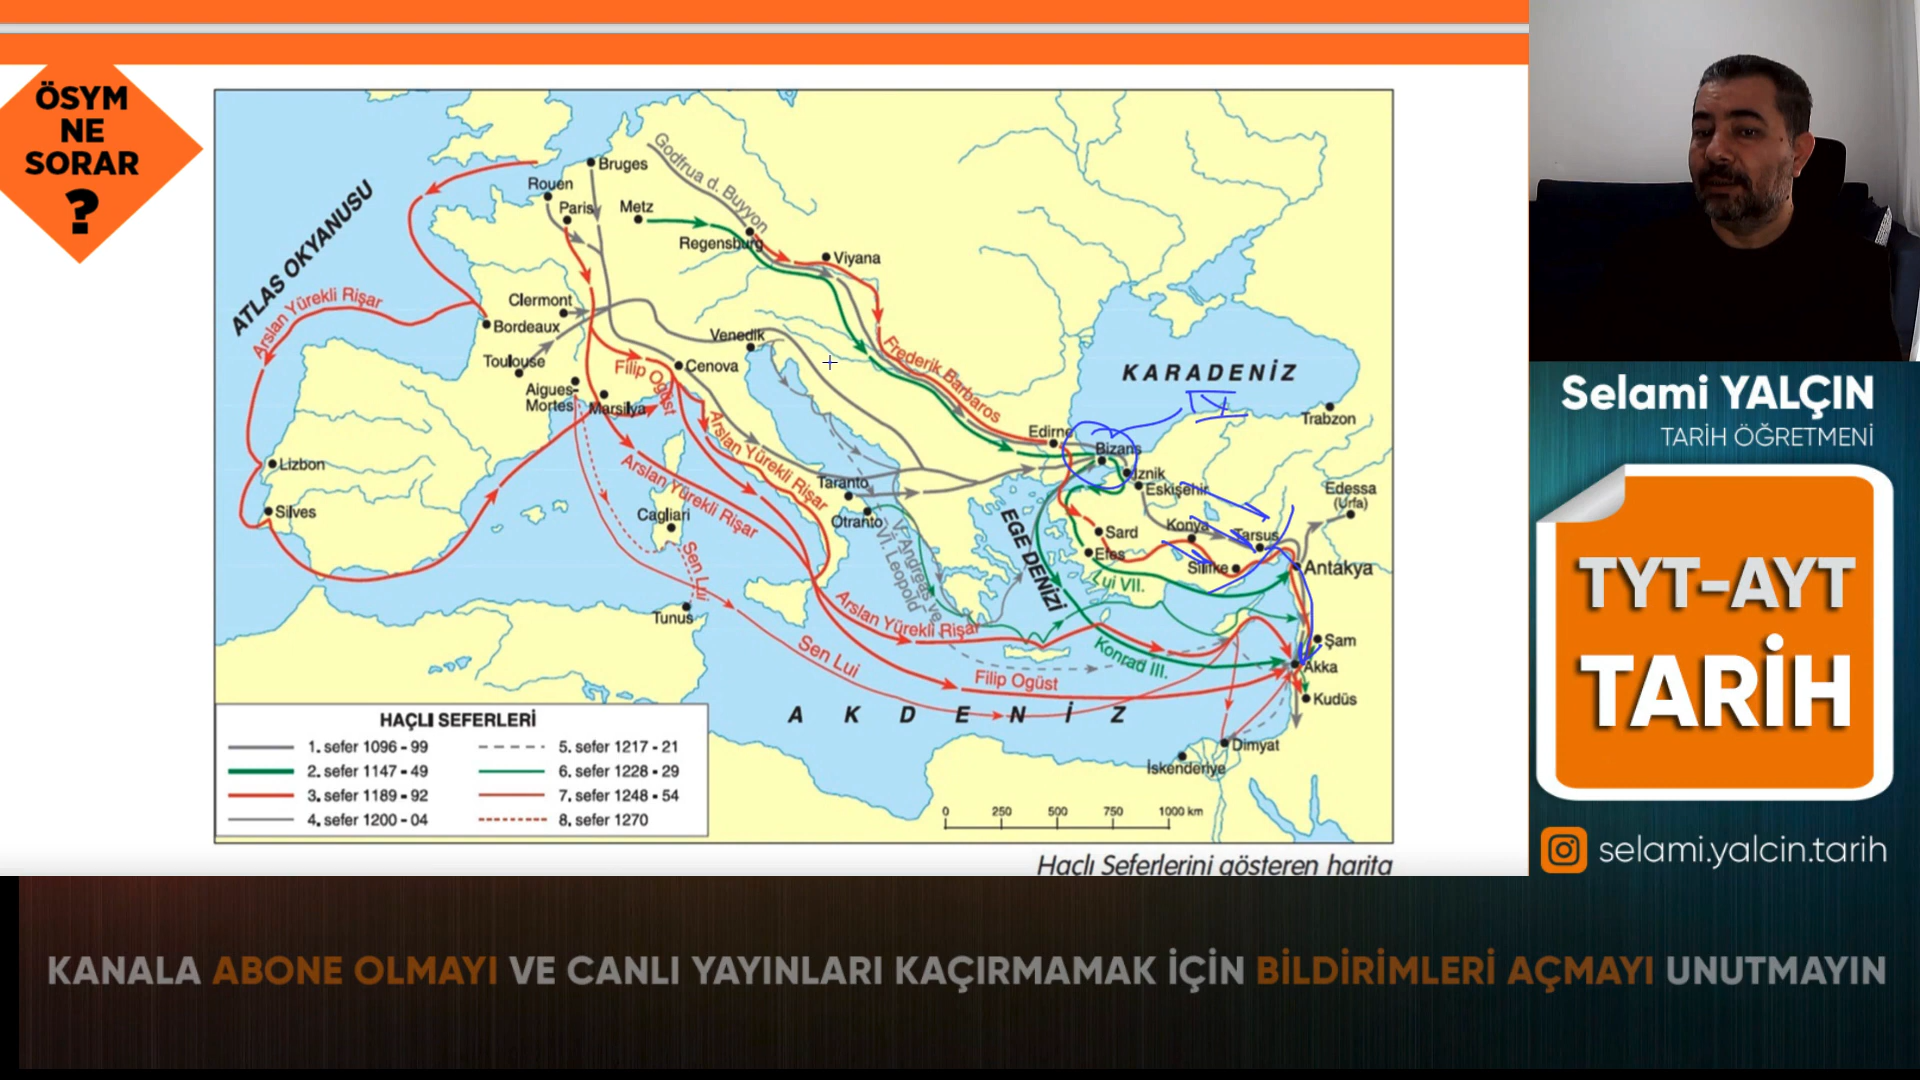 ÖSYM
NE
SORAR
?
ATLAS OKYANUSU
Bruges
Godfrua d. Buyyon
Rouen
Paris
Metz
Regensburg
Viyana
Arslan Yürekli Rişar
Clermont
Bordeaux
Toulouse
Venedik
Cenova
Filip Ogüst
Aigues-
Mortes
Marsilya
Frederik Barbaros
KARADENİZ
IV
Trabzon
Edirne
Bizans
İznik
Eskişehir
Edessa
(Urfa)
Lizbon
Silves
Arslan Yürekli Rişar
Arslan Yürekli Rişar
Taranto
Otranto
Cagliari
Sen Lui
V. Andreas ve
VI. Leopold
EGE DENİZİ
Sard
Efes
Konya
Tarsus
Silifke
Antakya
Lui VII.
Tunus
Arslan Yürekli Rişar
Sen Lui
Konrad III.
Filip Ogüst
Şam
Akka
Kudüs
AKDENİZ
Dimyat
İskenderiye
HAÇLI SEFERLERİ
1. sefer 1096 - 99
2. sefer 1147 - 49
3. sefer 1189 - 92
4. sefer 1200 - 04
5. sefer 1217 - 21
6. sefer 1228 - 29
7. sefer 1248 - 54
8. sefer 1270
0 250 500 750 1000 km
Haçlı Seferlerini gösteren harita
Selami YALÇIN
TARİH ÖĞRETMENİ
TYT-AYT
TARİH
selami.yalcin.tarih
KANALA ABONE OLMAYI VE CANLI YAYINLARI KAÇIRMAMAK İÇİN BİLDİRİMLERİ AÇMAYI UNUTMAYIN